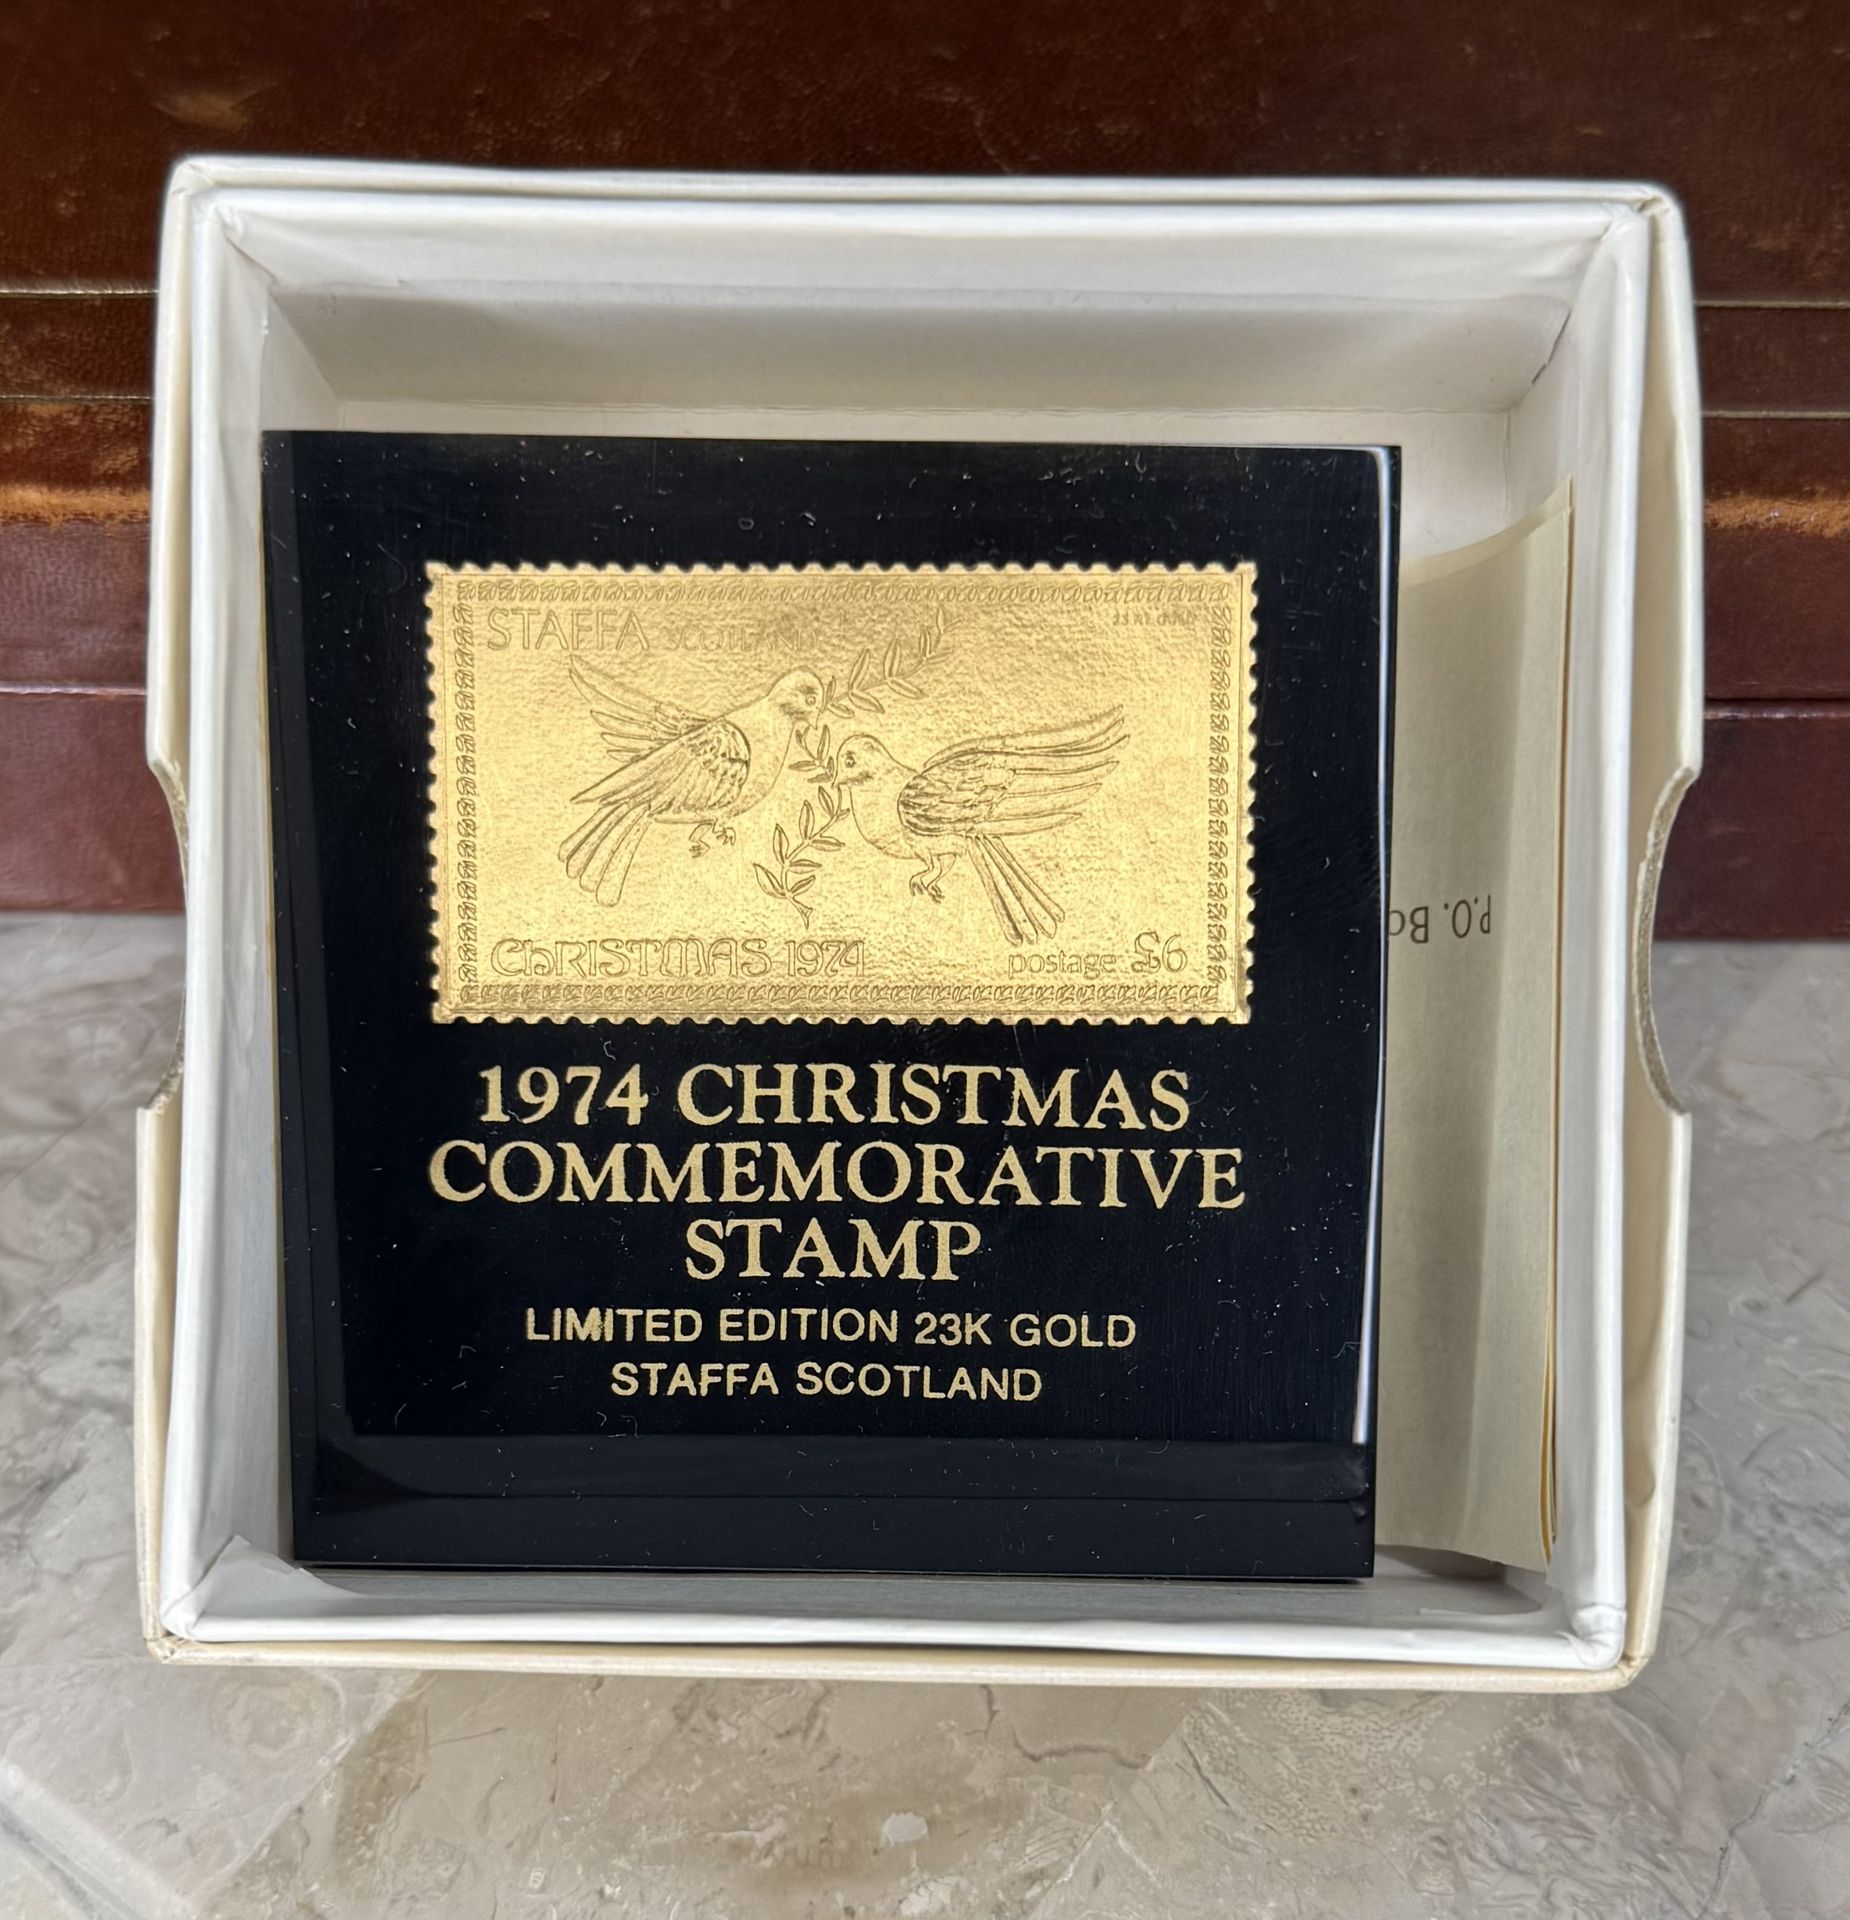 STAFFA SCOTLAND
23 KT. GOLD
CHRISTMAS 1974
postage £6
1974 CHRISTMAS
COMMEMORATIVE
STAMP
LIMITED EDITION 23K GOLD
STAFFA SCOTLAND
P.O. Bo